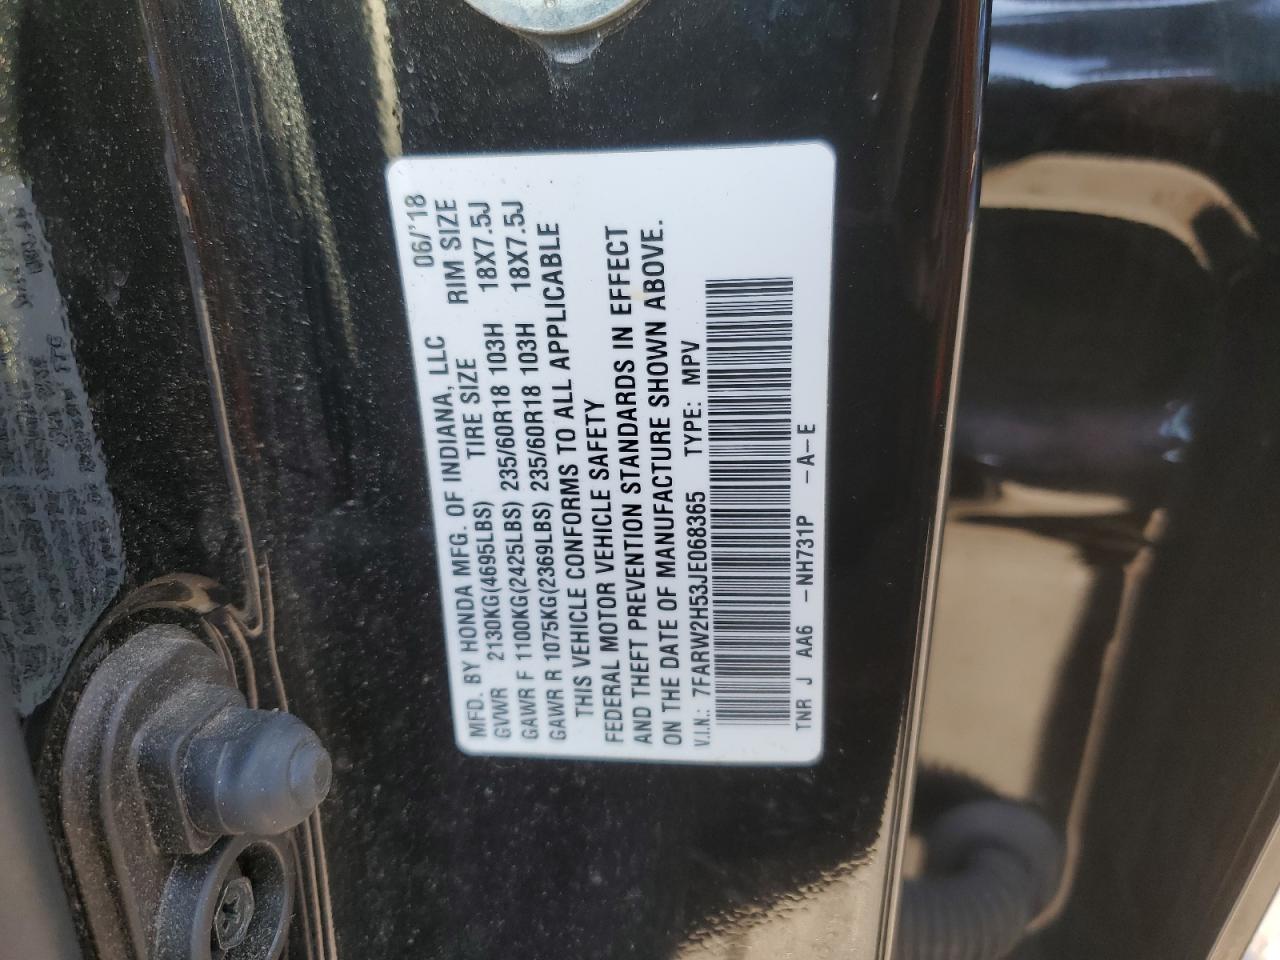 MFD. BY HONDA MFG. OF INDIANA, LLC 06/'18
GVWR 2130KG(4695LBS) TIRE SIZE RIM SIZE
GAWR F 1100KG(2425LBS) 235/60R18 103H 18X7.5J
GAWR R 1075KG(2369LBS) 235/60R18 103H 18X7.5J
THIS VEHICLE CONFORMS TO ALL APPLICABLE
FEDERAL MOTOR VEHICLE SAFETY
AND THEFT PREVENTION STANDARDS IN EFFECT
ON THE DATE OF MANUFACTURE SHOWN ABOVE.
V.I.N.: 7FARW2H53JE068365 TYPE: MPV
TNR J AA6 -NH731P -A-E